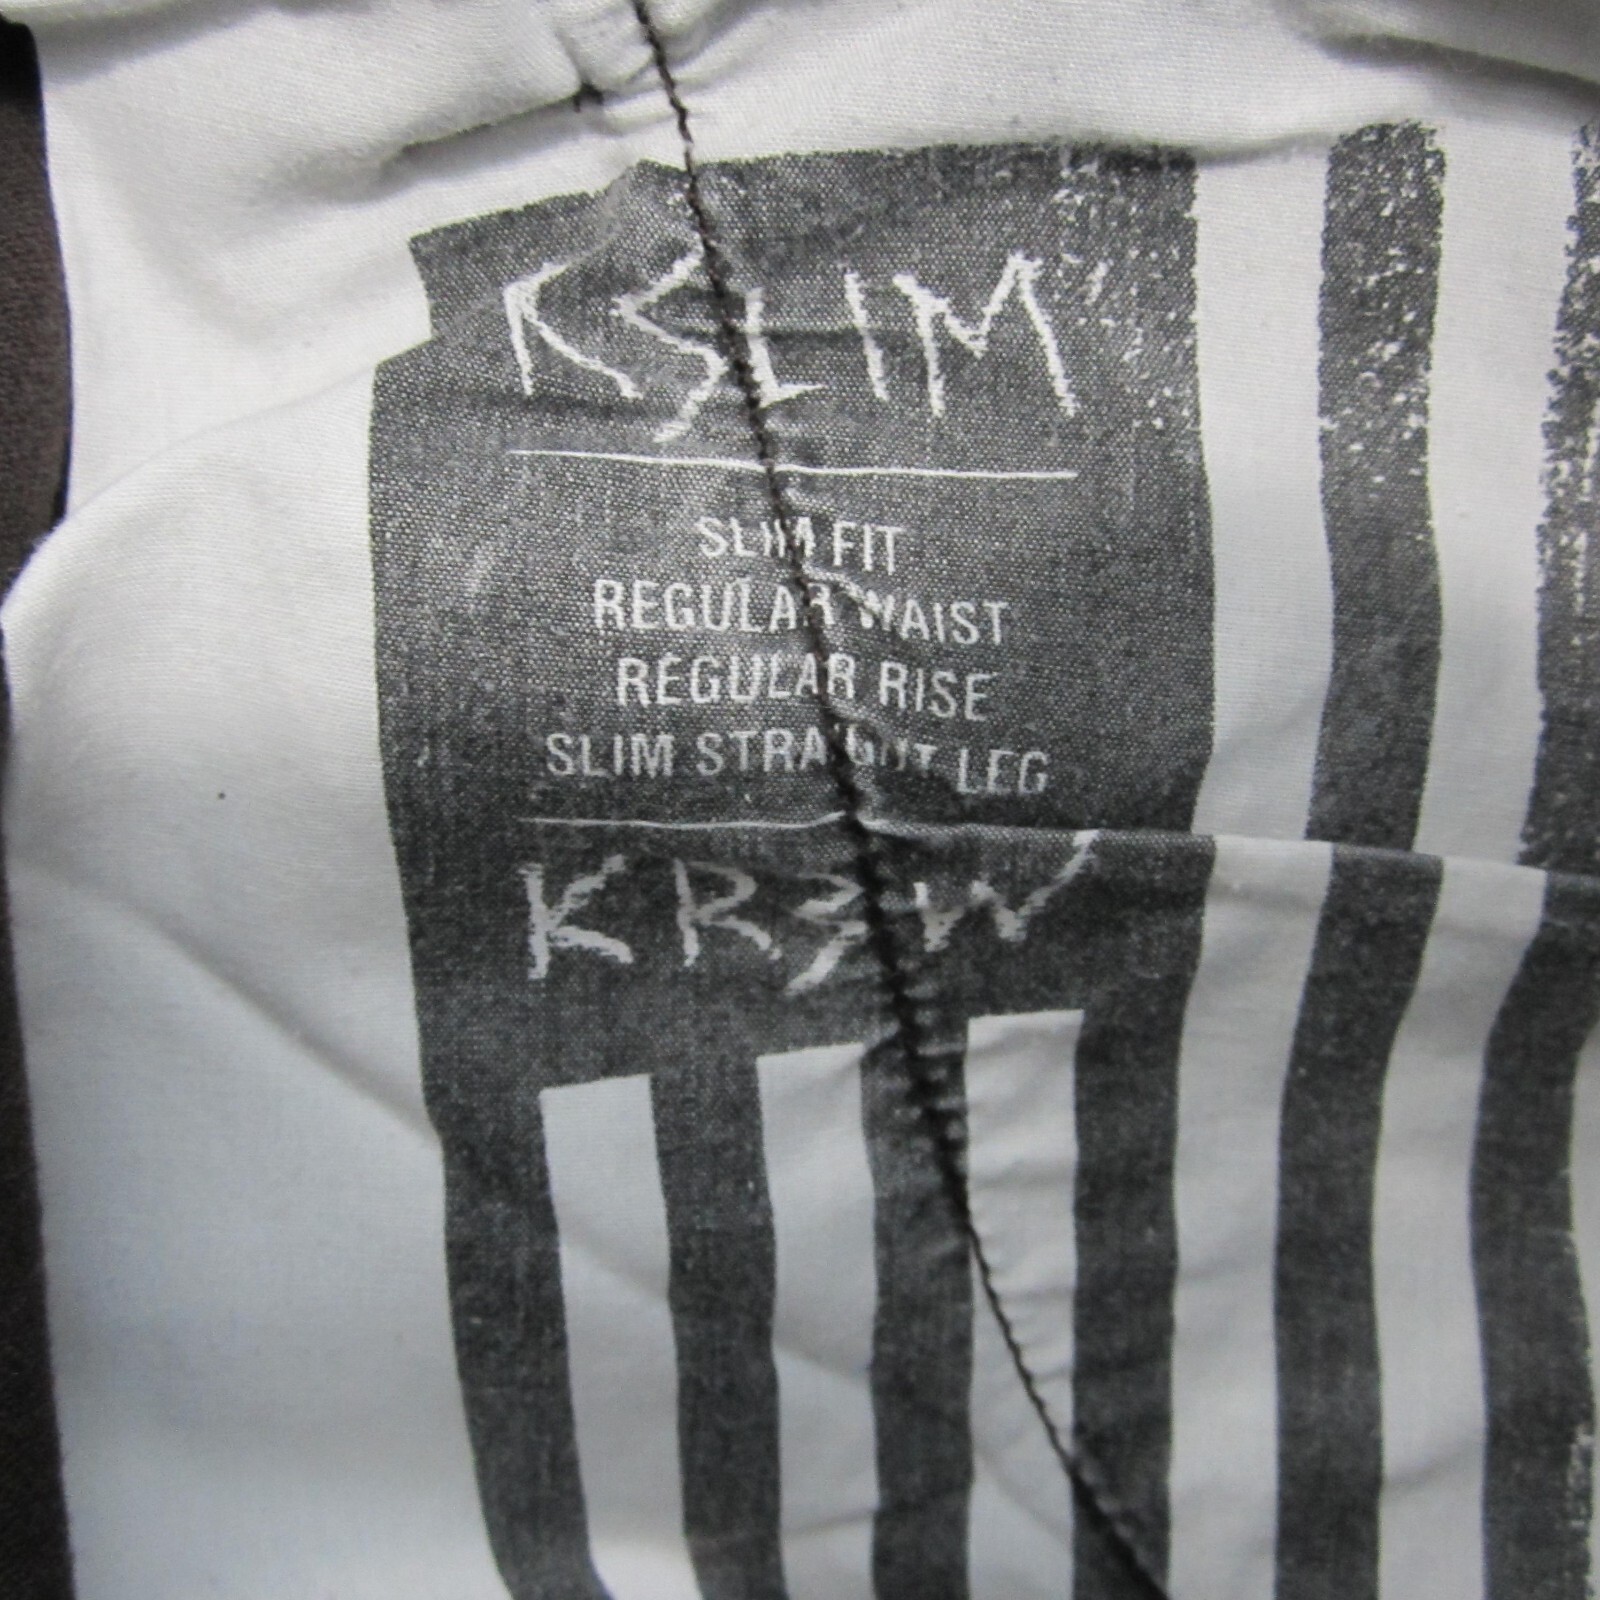 KSLIM
SLIM FIT
REGULAR WAIST
REGULAR RISE
SLIM STRAIGHT LEG
KR3W